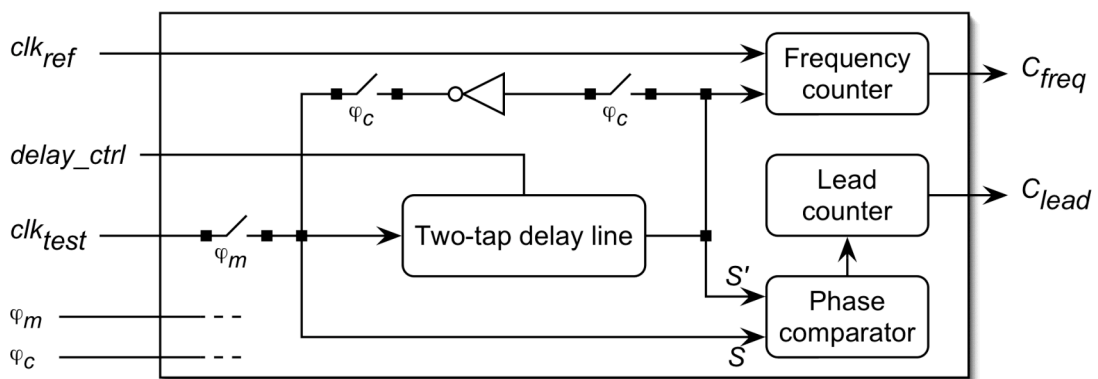 clk_ref
Frequency
counter
C_freq
φ_c
φ_c
delay_ctrl
Lead
counter
C_lead
clk_test
φ_m
Two-tap delay line
S'
Phase
comparator
φ_m
S
φ_c